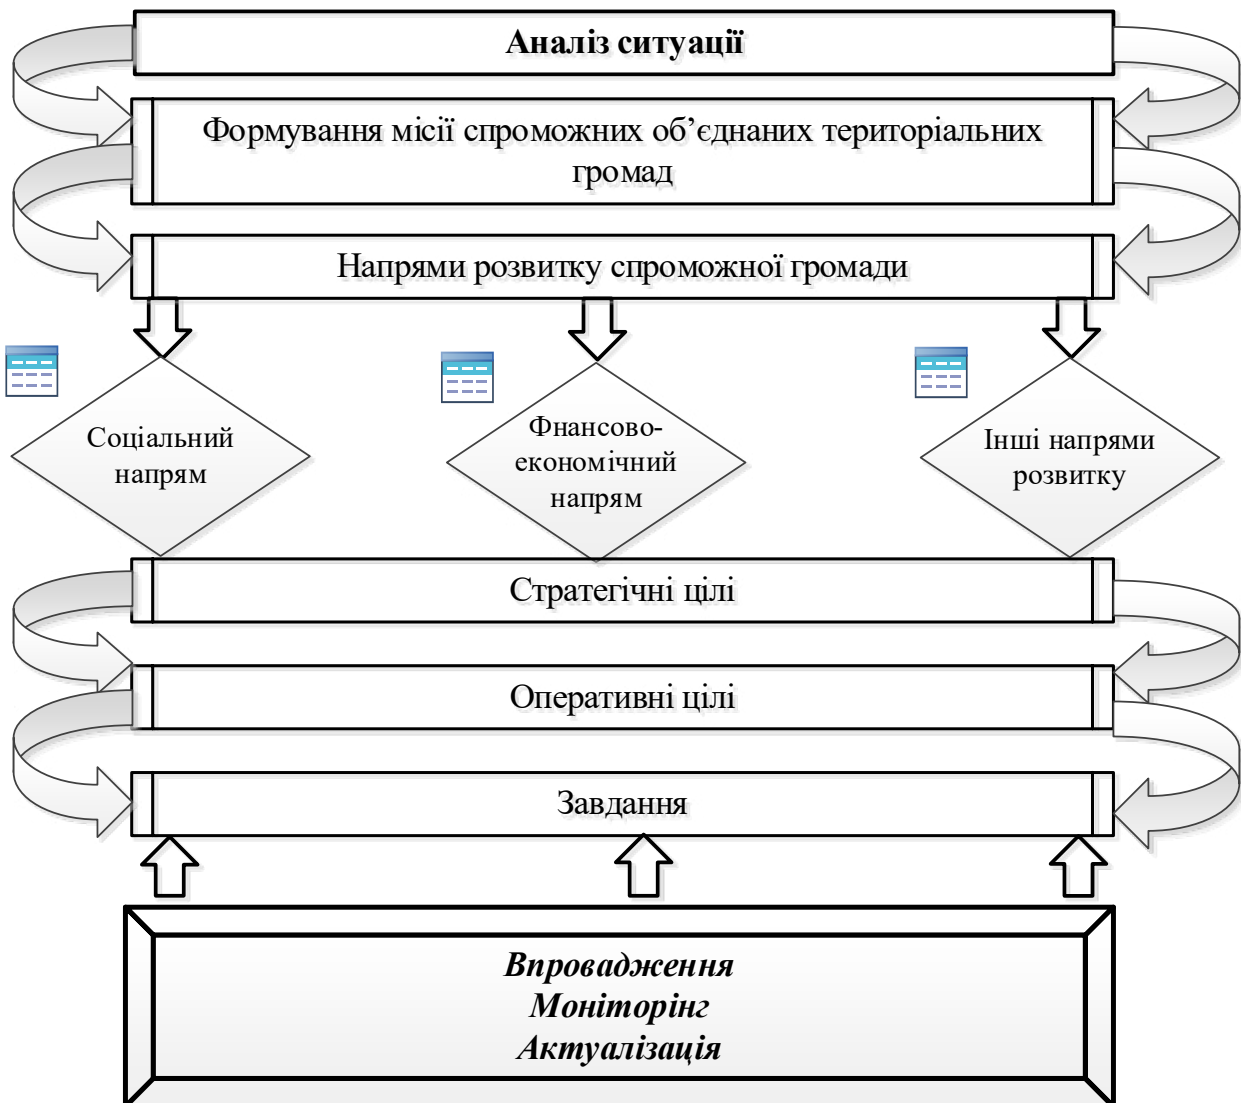 Аналіз ситуації
Формування місії спроможних об’єднаних територіальних
громад
Напрями розвитку спроможної громади
Соціальний
напрям
Фнансово-
економічний
напрям
Інші напрями
розвитку
Стратегічні цілі
Оперативні цілі
Завдання
Впровадження
Моніторінг
Актуалізація